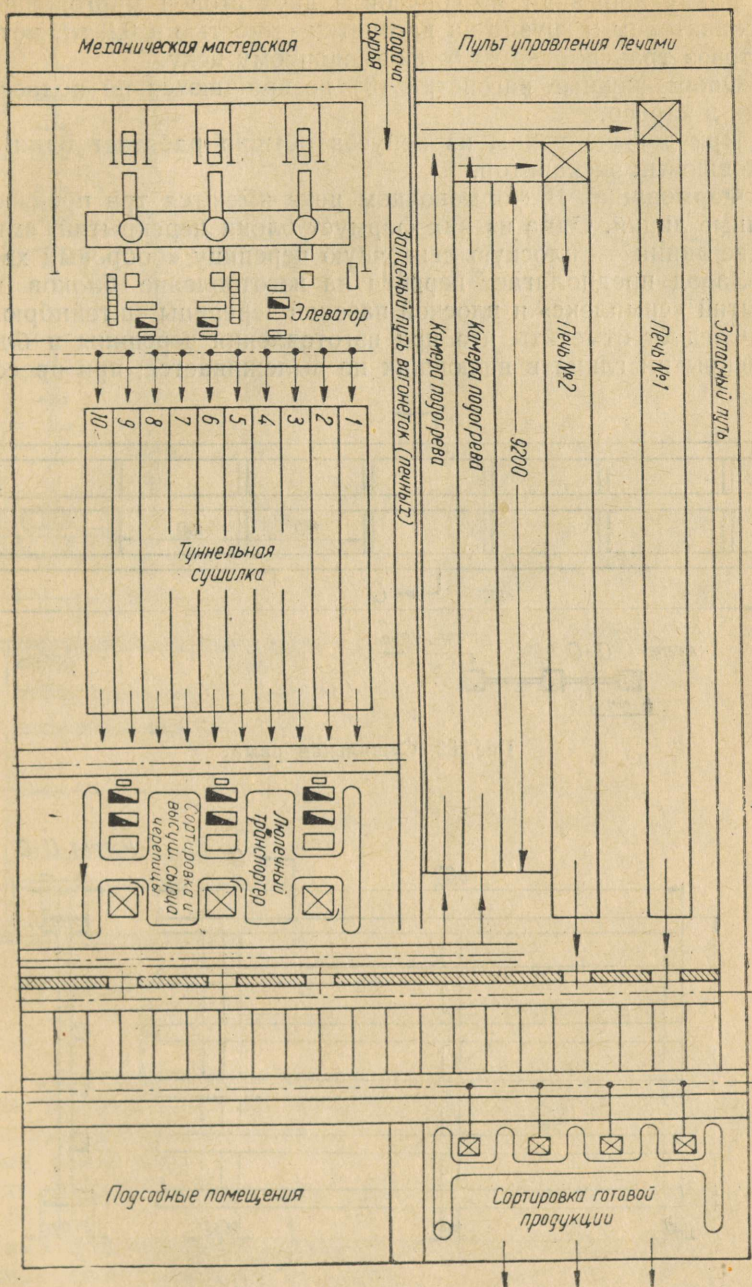 Механическая мастерская
Подача
сырья
Пульт управления печами
Элеватор
Запасный путь вагонеток (печных)
Камера подогрева
Камера подогрева
9200
Печь №2
Печь №1
Запасный путь
10
9
8
7
6
5
4
3
2
1
Туннельная
сушилка
Сортировка и
высуш. сырца
черепицы
Люлечный
транспортер
Подсобные помещения
Сортировка готовой
продукции